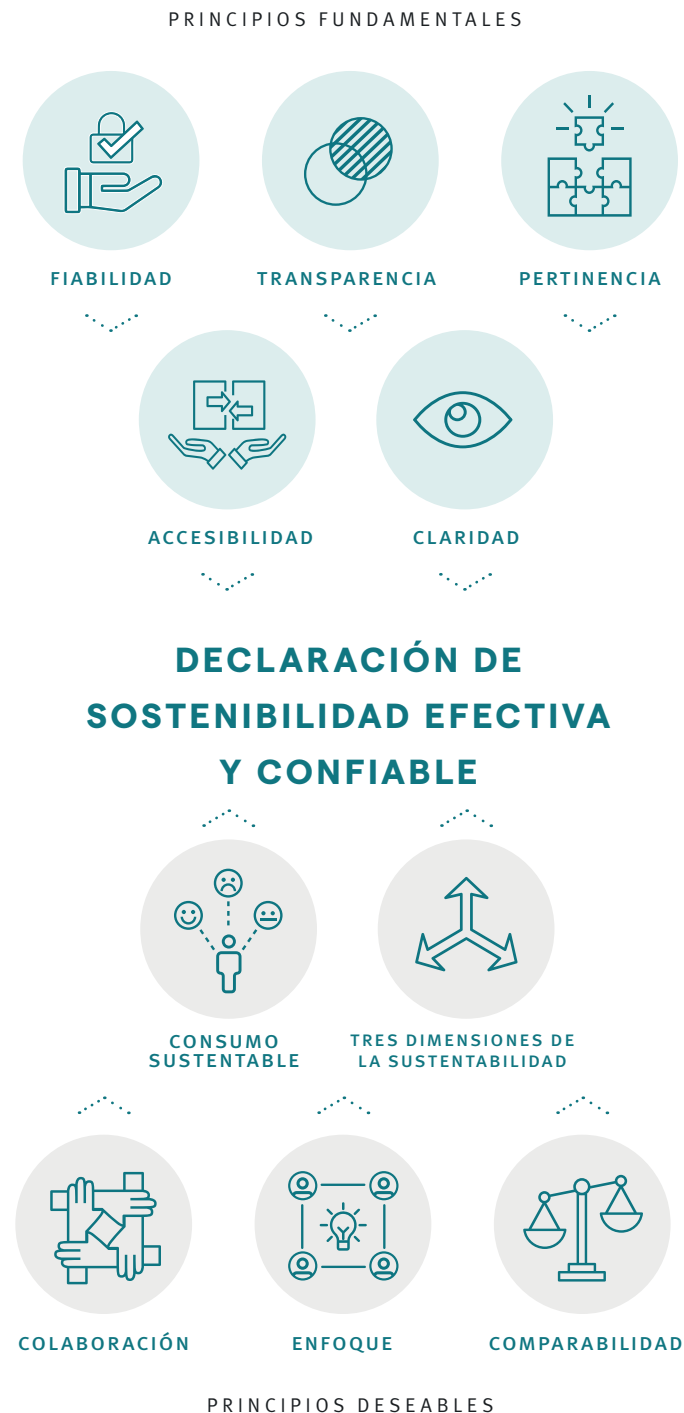 PRINCIPIOS FUNDAMENTALES
FIABILIDAD
TRANSPARENCIA
PERTINENCIA
ACCESIBILIDAD
CLARIDAD
DECLARACIÓN DE
SOSTENIBILIDAD EFECTIVA
Y CONFIABLE
CONSUMO
SUSTENTABLE
TRES DIMENSIONES DE
LA SUSTENTABILIDAD
COLABORACIÓN
ENFOQUE
COMPARABILIDAD
PRINCIPIOS DESEABLES